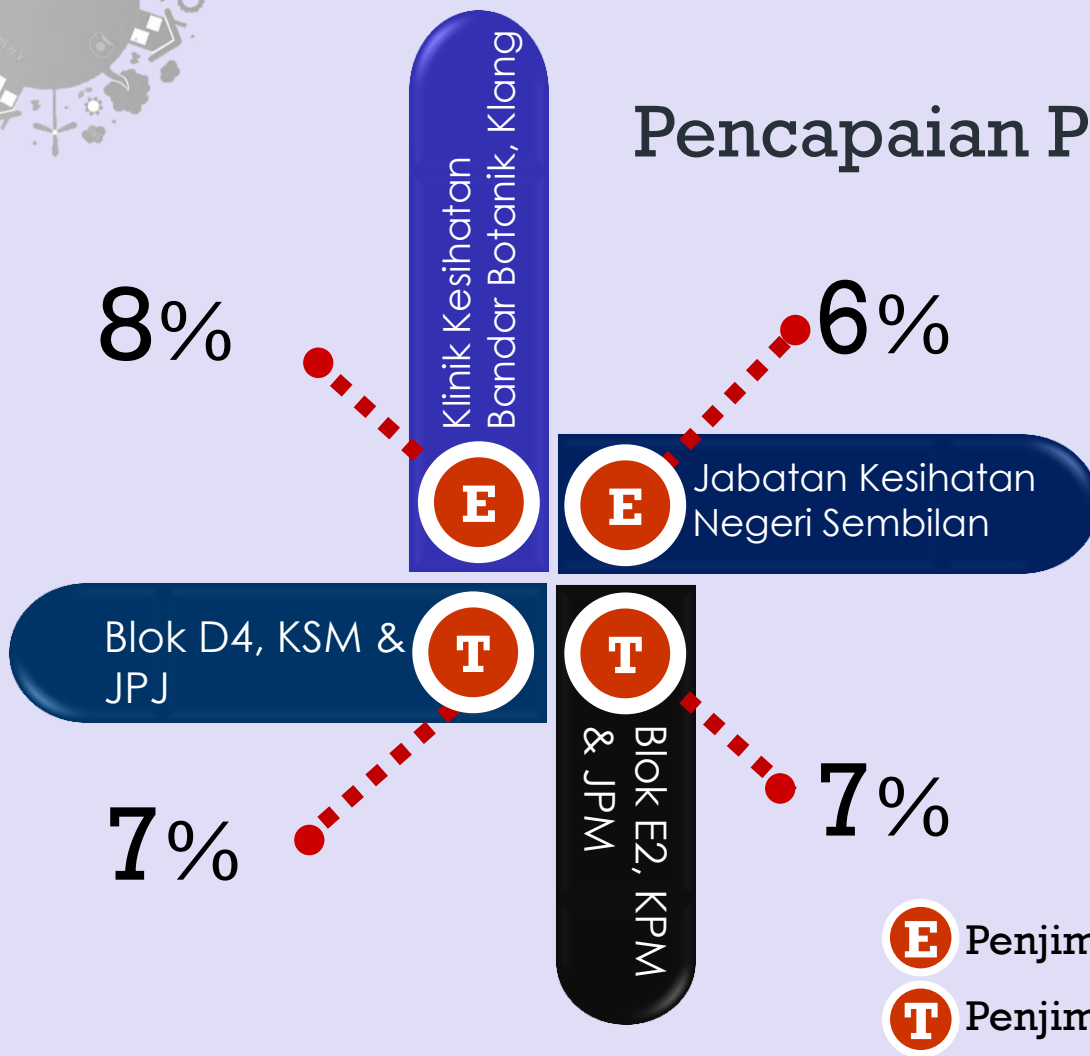 Pencapaian P
Klinik Kesihatan
Bandar Botanik, Klang
8%
6%
E
E
Jabatan Kesihatan
Negeri Sembilan
Blok D4, KSM &
JPJ
T
T
Blok E2, KPM
& JPM
7%
7%
E Penjim
T Penjim